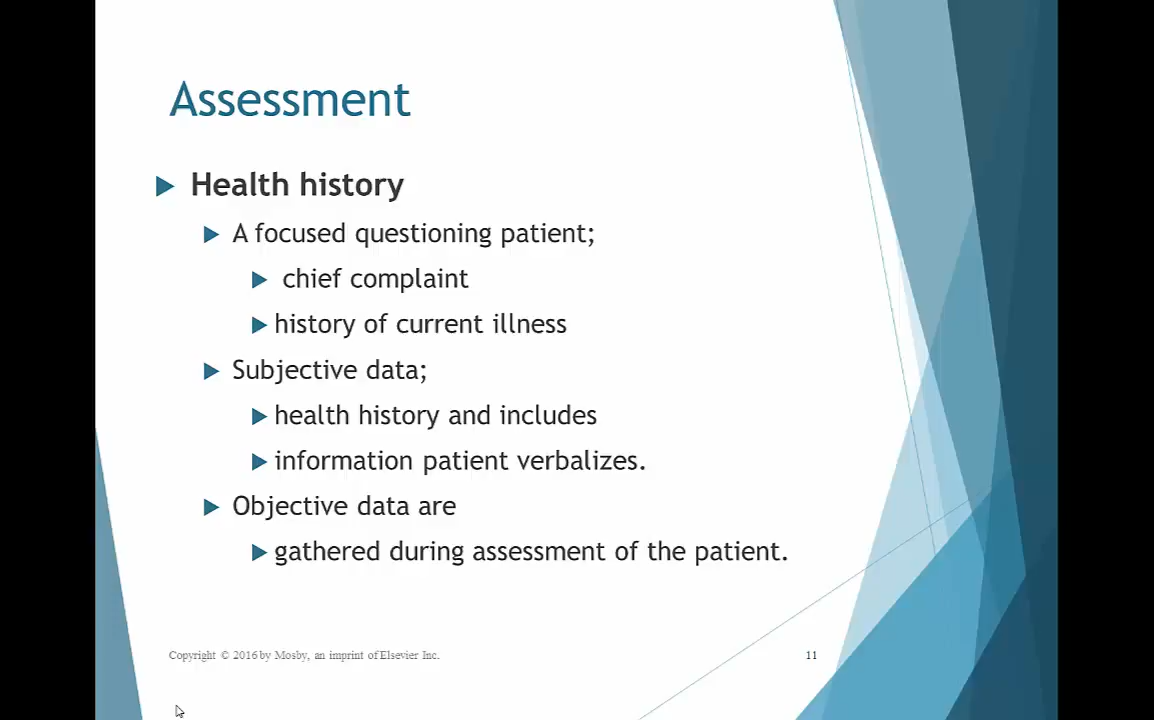 Assessment
Health history
A focused questioning patient;
chief complaint
history of current illness
Subjective data;
health history and includes
information patient verbalizes.
Objective data are
gathered during assessment of the patient.
Copyright © 2016 by Mosby, an imprint of Elsevier Inc.
11